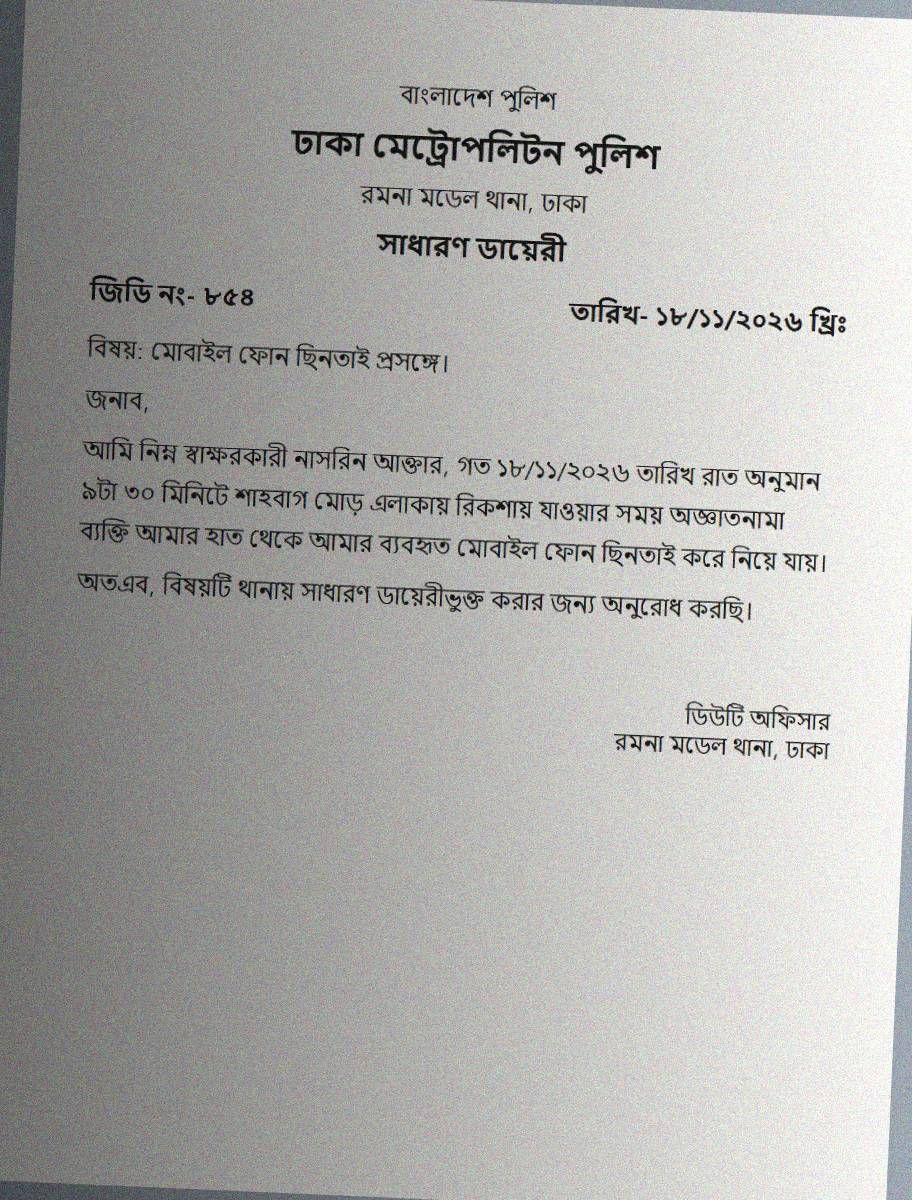 বাংলাদেশ পুলিশ
ঢাকা মেট্রোপলিটন পুলিশ
রমনা মডেল থানা, ঢাকা
সাধারণ ডায়েরী
জিডি নং- ৮৫৪
তারিখ- ১৮/১১/২০২৬ খ্রিঃ
বিষয়: মোবাইল ফোন ছিনতাই প্রসঙ্গে।
জনাব,
আমি নিম্ন স্বাক্ষরকারী নাসরিন আক্তার, গত ১৮/১১/২০২৬ তারিখ রাত অনুমান
৯টা ৩০ মিনিটে শাহবাগ মোড় এলাকায় রিকশায় যাওয়ার সময় অজ্ঞাতনামা
ব্যক্তি আমার হাত থেকে আমার ব্যবহৃত মোবাইল ফোন ছিনতাই করে নিয়ে যায়।
অতএব, বিষয়টি থানায় সাধারণ ডায়েরীভুক্ত করার জন্য অনুরোধ করছি।
ডিউটি অফিসার
রমনা মডেল থানা, ঢাকা